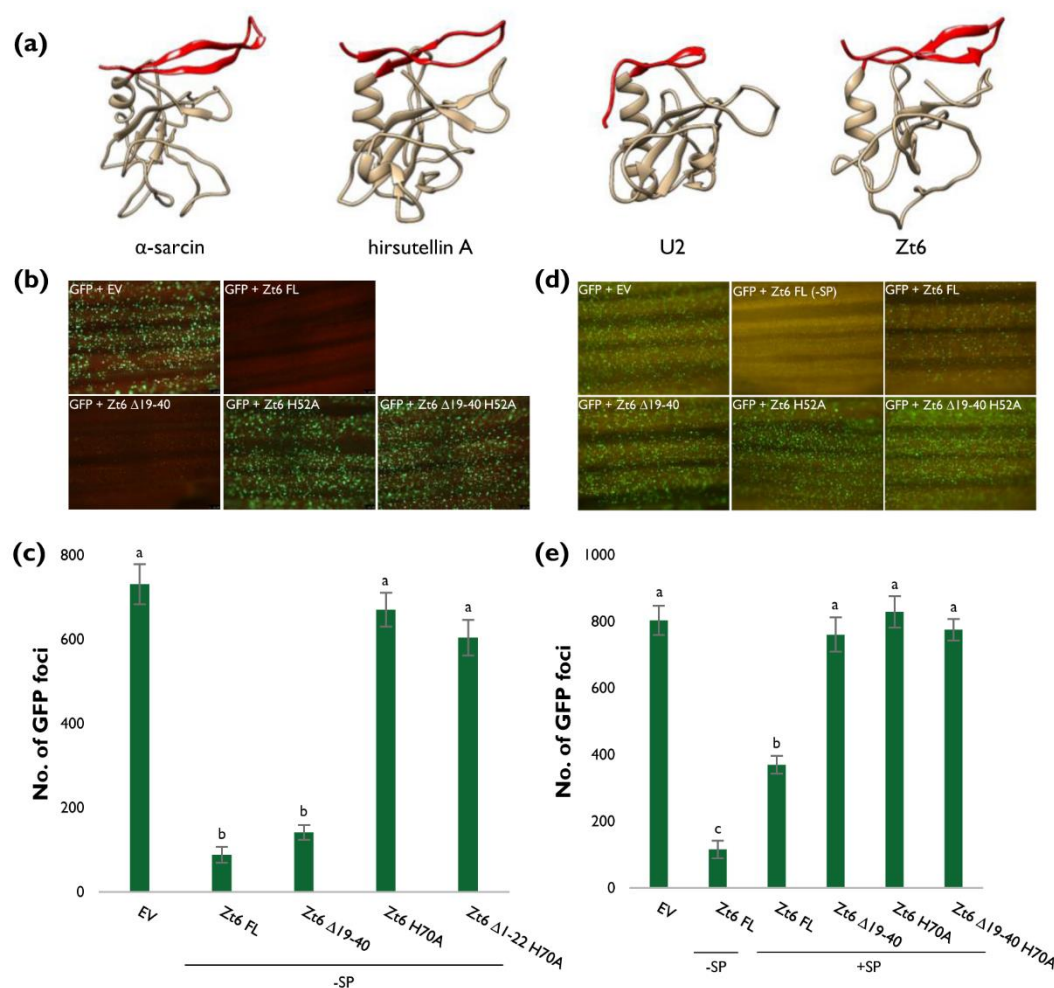 (a)
α-sarcin
hirsutellin A
U2
Zt6
(b)
GFP + EV
GFP + Zt6 FL
GFP + Zt6 Δ19-40
GFP + Zt6 H52A
GFP + Zt6 Δ19-40 H52A
(d)
GFP + EV
GFP + Zt6 FL (-SP)
GFP + Zt6 FL
GFP + Zt6 Δ19-40
GFP + Zt6 H52A
GFP + Zt6 Δ19-40 H52A
(c)
No. of GFP foci
800
600
400
200
0
a
b
b
a
a
EV
Zt6 FL
Zt6 Δ19-40
Zt6 H70A
Zt6 Δ1-22 H70A
-SP
(e)
No. of GFP foci
1000
800
600
400
200
0
a
c
b
a
a
a
EV
Zt6 FL
Zt6 FL
Zt6 Δ19-40
Zt6 H70A
Zt6 Δ19-40 H70A
-SP
+SP